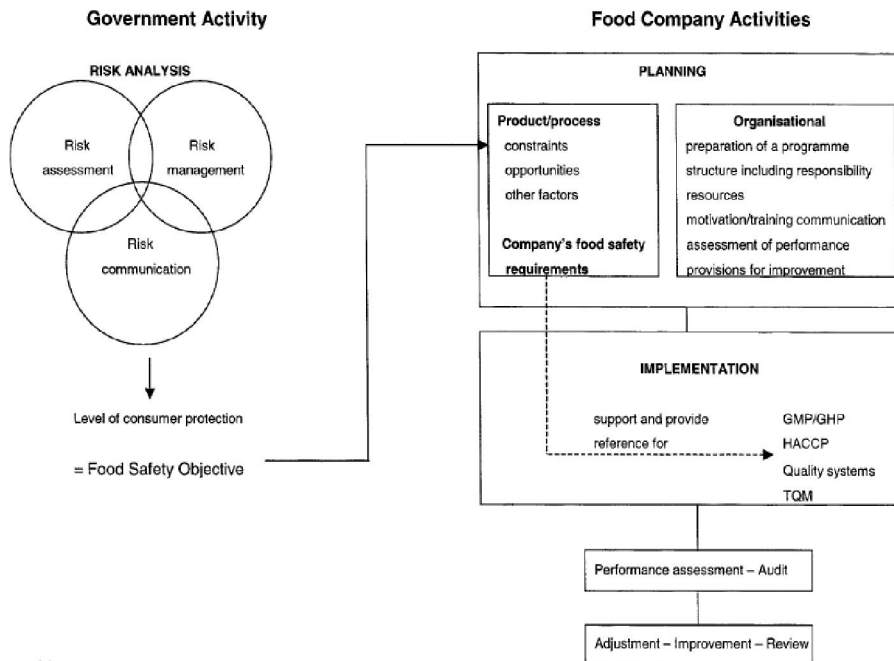 Government Activity
Food Company Activities
RISK ANALYSIS
Risk
assessment
Risk
management
Risk
communication
Level of consumer protection
= Food Safety Objective
PLANNING
Product/process
constraints
opportunities
other factors
Company's food safety
requirements
Organisational
preparation of a programme
structure including responsibility
resources
motivation/training communication
assessment of performance
provisions for improvement
IMPLEMENTATION
support and provide
reference for
GMP/GHP
HACCP
Quality systems
TQM
Performance assessment – Audit
Adjustment – Improvement – Review